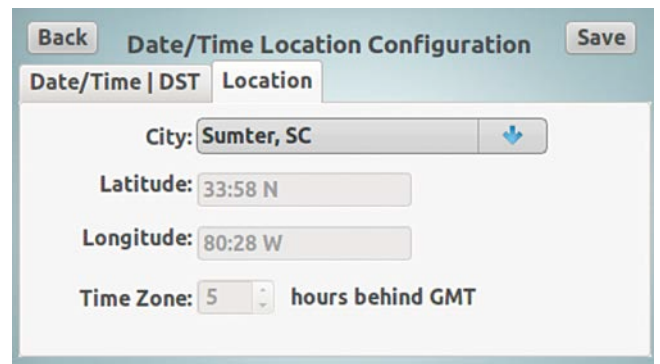 Back Date/Time Location Configuration Save
Date/Time | DST Location
City: Sumter, SC
Latitude: 33:58 N
Longitude: 80:28 W
Time Zone: 5 hours behind GMT